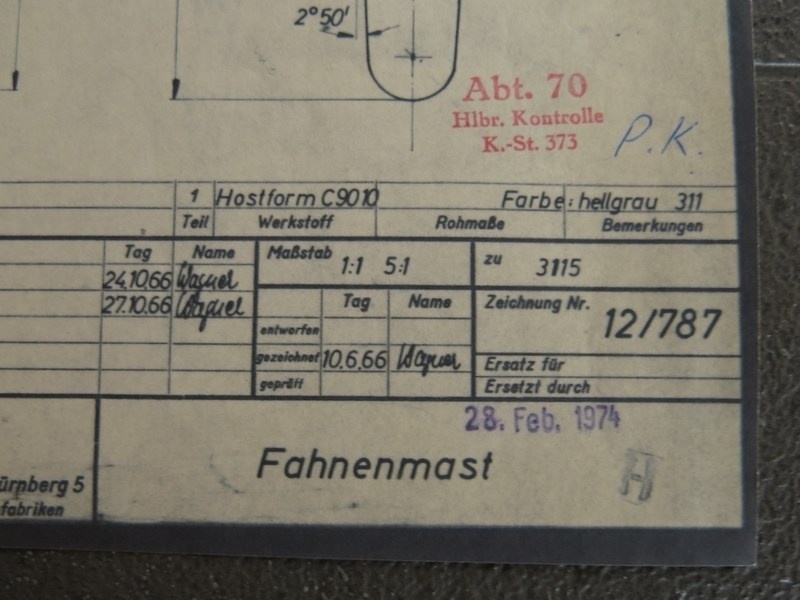 2°50'
Abt. 70
Hlbr. Kontrolle
K.-St. 373
P.K.
1 Hostform C9010 Farbe: hellgrau 311
Teil Werkstoff Rohmaße Bemerkungen
Tag Name
24.10.66 Wagner
27.10.66 Wagner
Maßstab 1:1 5:1
Tag Name
entworfen
gezeichnet 10.6.66 Wagner
geprüft
zu 3115
Zeichnung Nr. 12/787
Ersatz für
Ersetzt durch
28. Feb. 1974
Fahnenmast
H
ürnberg 5
fabriken